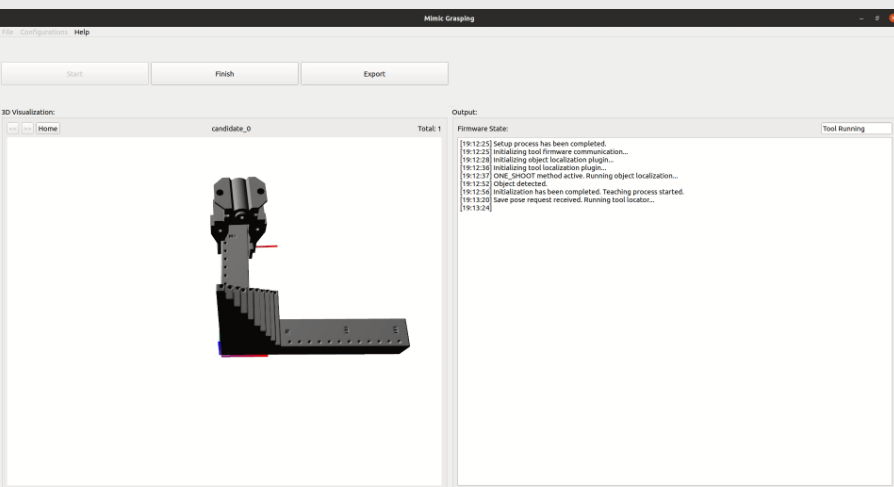 Mimic Grasping
File Configurations Help
Start Finish Export
3D Visualization: Output:
<< >> Home candidate_0 Total: 1 Firmware State: Tool Running
[19:12:25] Setup process has been completed.
[19:12:25] Initializing tool firmware communication...
[19:12:28] Initializing object localization plugin...
[19:12:36] Initializing tool localization plugin...
[19:12:37] ONE_SHOOT method active. Running object localization...
[19:12:52] Object detected.
[19:12:56] Initialization has been completed. Teaching process started.
[19:13:20] Save pose request received. Running tool locator...
[19:13:24]